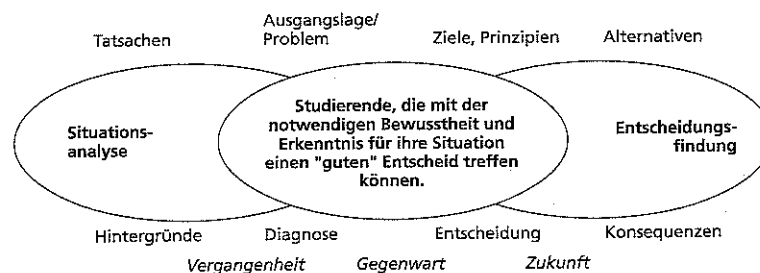 Tatsachen
Ausgangslage/
Problem
Ziele, Prinzipien
Alternativen
Situations-
analyse
Studierende, die mit der
notwendigen Bewusstheit und
Erkenntnis für ihre Situation
einen "guten" Entscheid treffen
können.
Entscheidungs-
findung
Hintergründe
Diagnose
Entscheidung
Konsequenzen
Vergangenheit
Gegenwart
Zukunft